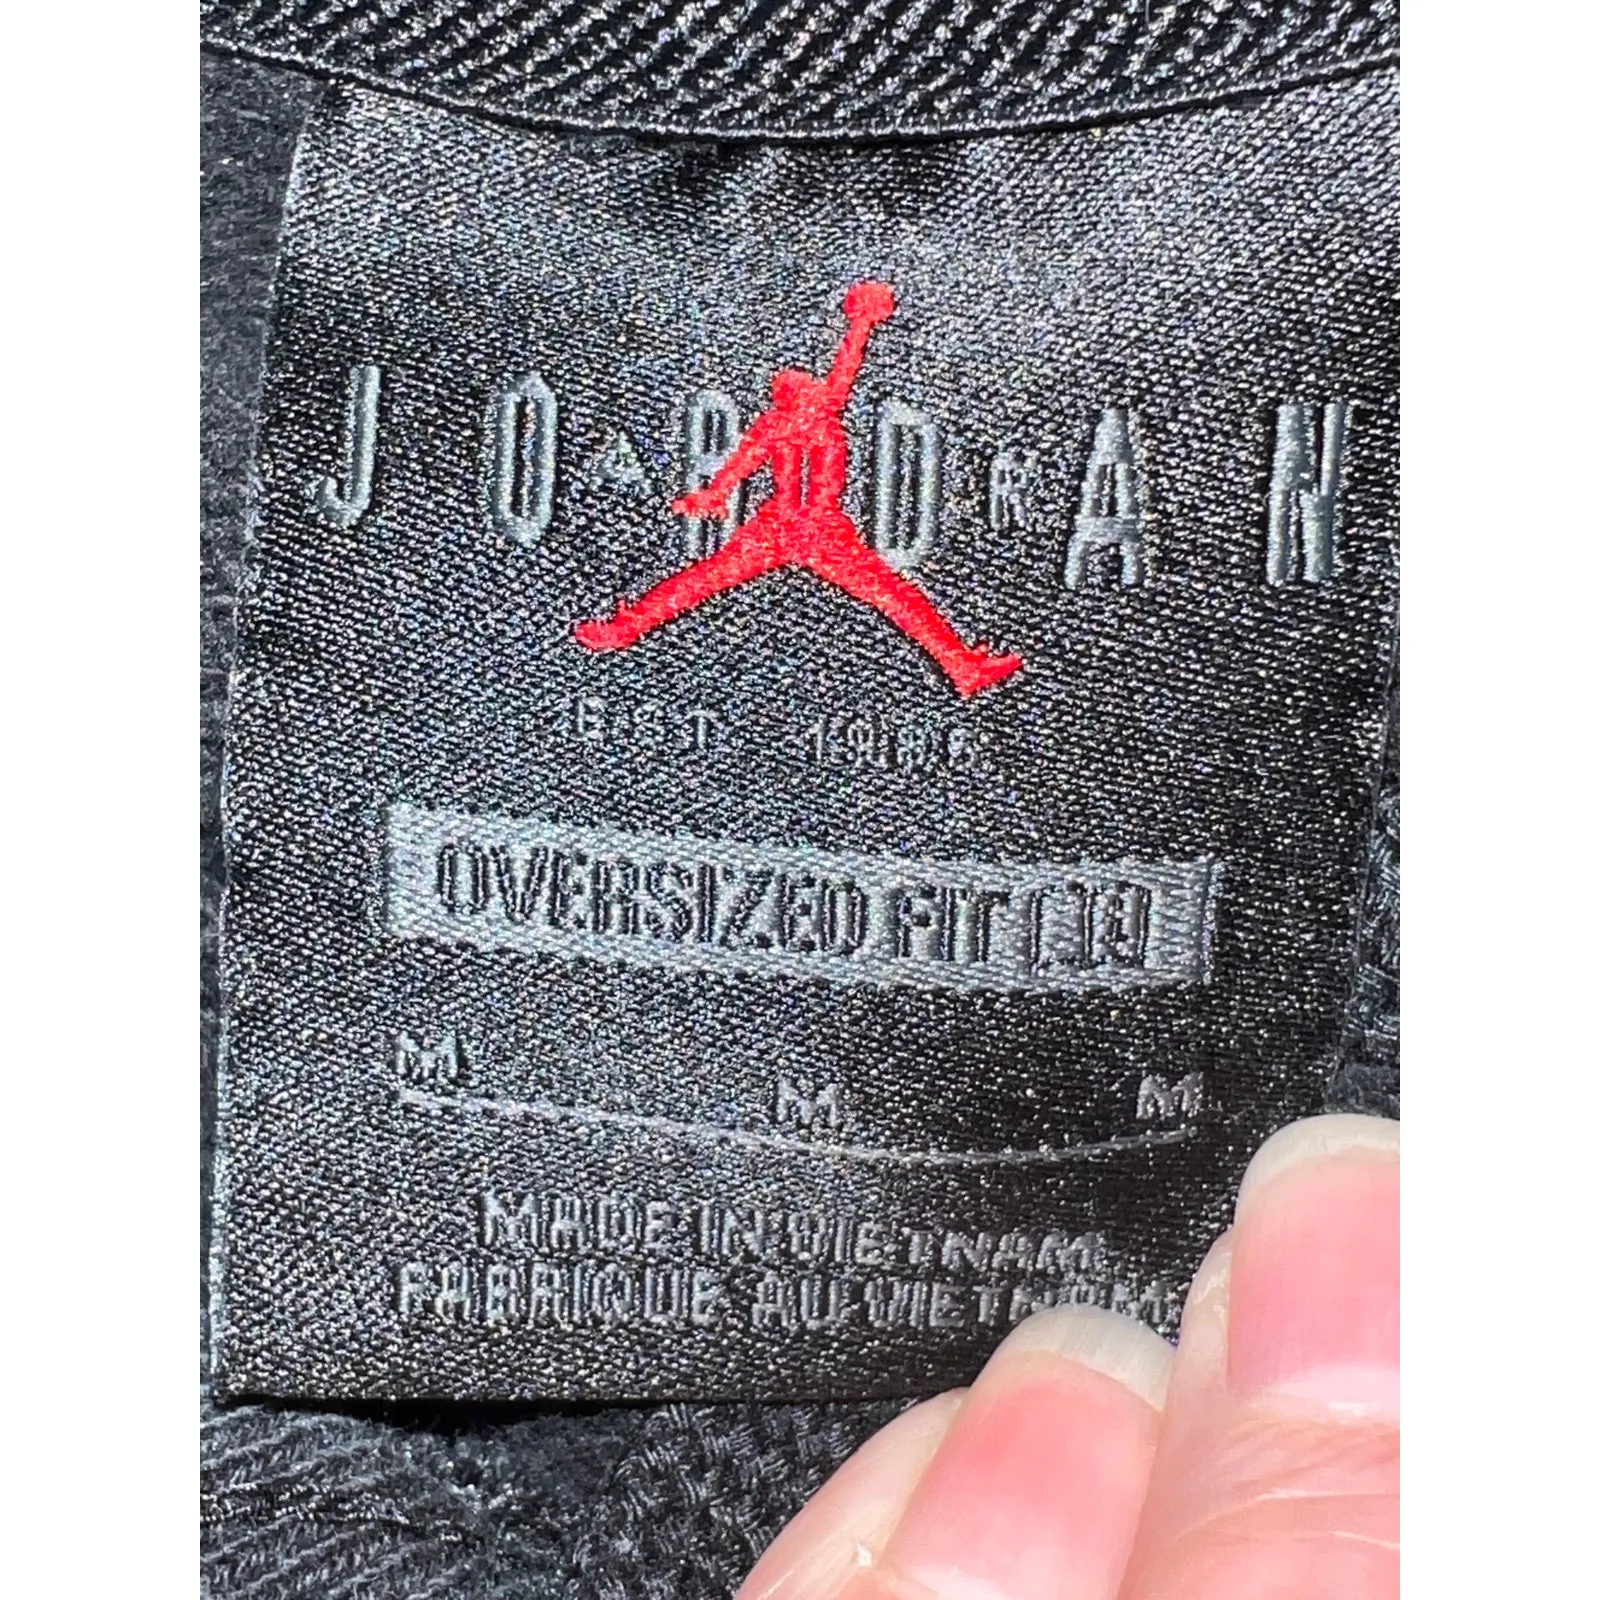 JORDAN
EST 1985
OVERSIZED FIT
M M M
MADE IN VIETNAM
FABRIQUE AU VIETNAM